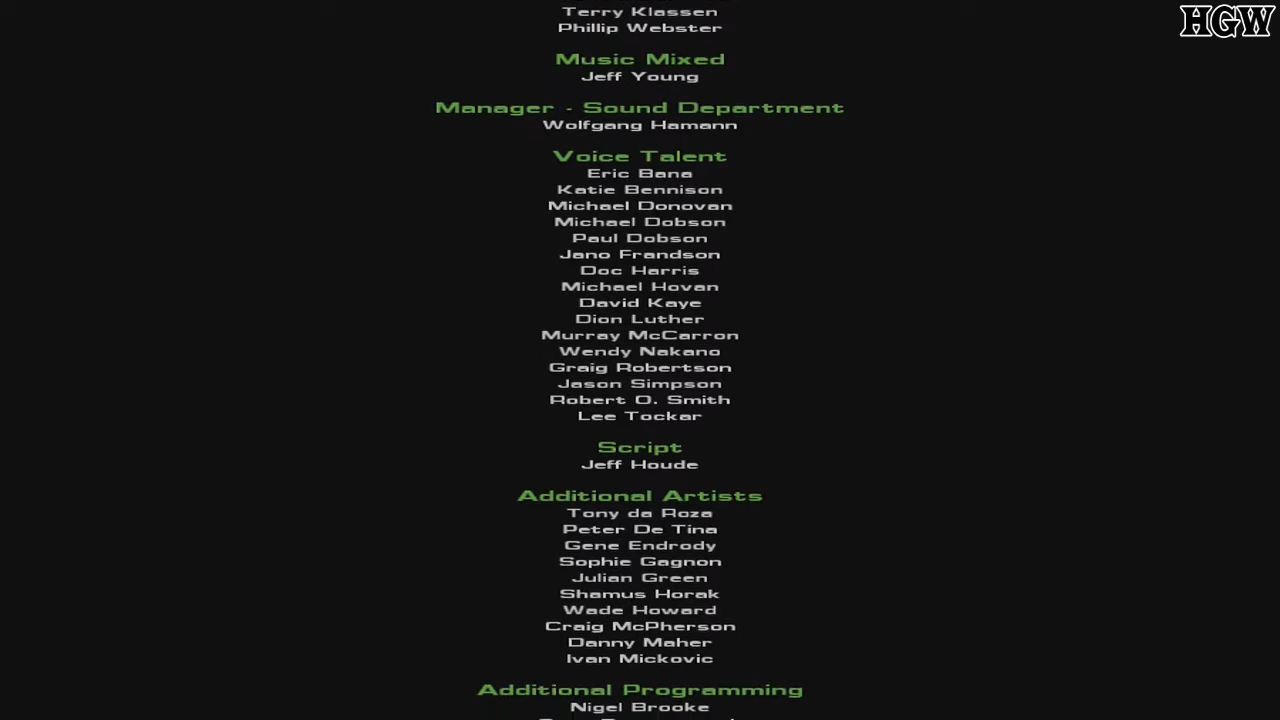 HGW
Terry Klassen
Phillip Webster
Music Mixed
Jeff Young
Manager - Sound Department
Wolfgang Hamann
Voice Talent
Eric Bana
Katie Bennison
Michael Donovan
Michael Dobson
Paul Dobson
Jano Frandson
Doc Harris
Michael Hovan
David Kaye
Dion Luther
Murray McCarron
Wendy Nakano
Graig Robertson
Jason Simpson
Robert O. Smith
Lee Tockar
Script
Jeff Houde
Additional Artists
Tony da Roza
Peter De Tina
Gene Endrody
Sophie Gagnon
Julian Green
Shamus Horak
Wade Howard
Craig McPherson
Danny Maher
Ivan Mickovic
Additional Programming
Nigel Brooke